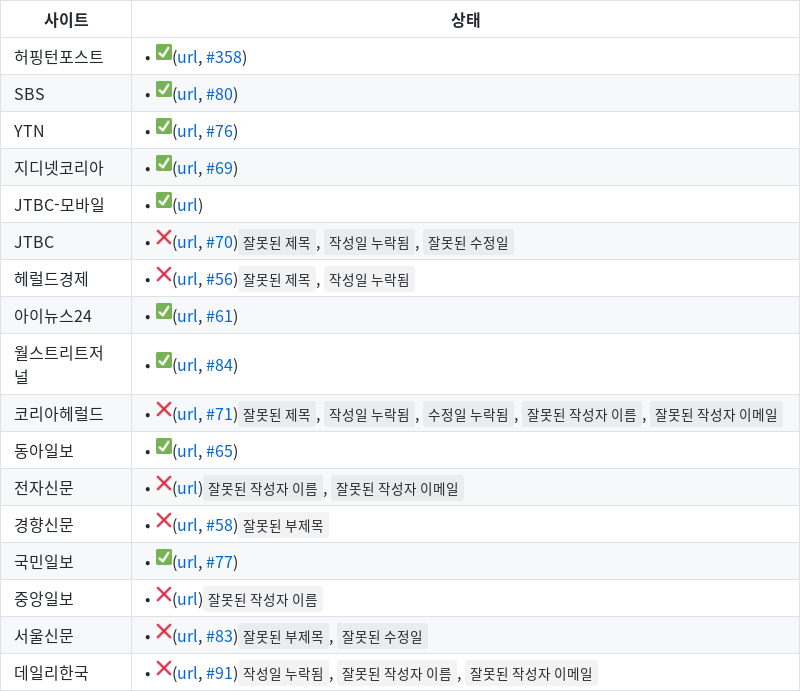 사이트 상태
허핑턴포스트 • ✅(url, #358)
SBS • ✅(url, #80)
YTN • ✅(url, #76)
지디넷코리아 • ✅(url, #69)
JTBC-모바일 • ✅(url)
JTBC • ❌(url, #70) 잘못된 제목 , 작성일 누락됨 , 잘못된 수정일
헤럴드경제 • ❌(url, #56) 잘못된 제목 , 작성일 누락됨
아이뉴스24 • ✅(url, #61)
월스트리트저
널 • ✅(url, #84)
코리아헤럴드 • ❌(url, #71) 잘못된 제목 , 작성일 누락됨 , 수정일 누락됨 , 잘못된 작성자 이름 , 잘못된 작성자 이메일
동아일보 • ✅(url, #65)
전자신문 • ❌(url) 잘못된 작성자 이름 , 잘못된 작성자 이메일
경향신문 • ❌(url, #58) 잘못된 부제목
국민일보 • ✅(url, #77)
중앙일보 • ❌(url) 잘못된 작성자 이름
서울신문 • ❌(url, #83) 잘못된 부제목 , 잘못된 수정일
데일리한국 • ❌(url, #91) 작성일 누락됨 , 잘못된 작성자 이름 , 잘못된 작성자 이메일